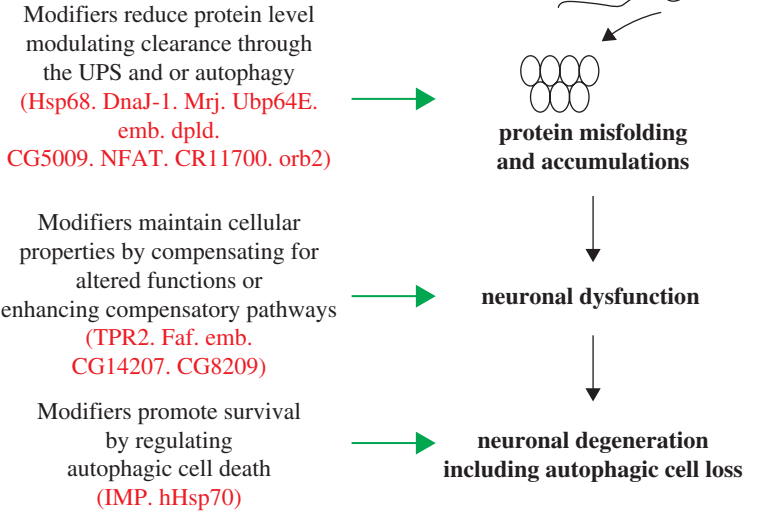 Modifiers reduce protein level
modulating clearance through
the UPS and or autophagy
(Hsp68. DnaJ-1. Mrj. Ubp64E.
emb. dpld.
CG5009. NFAT. CR11700. orb2)
protein misfolding
and accumulations
Modifiers maintain cellular
properties by compensating for
altered functions or
enhancing compensatory pathways
(TPR2. Faf. emb.
CG14207. CG8209)
neuronal dysfunction
Modifiers promote survival
by regulating
autophagic cell death
(IMP. hHsp70)
neuronal degeneration
including autophagic cell loss